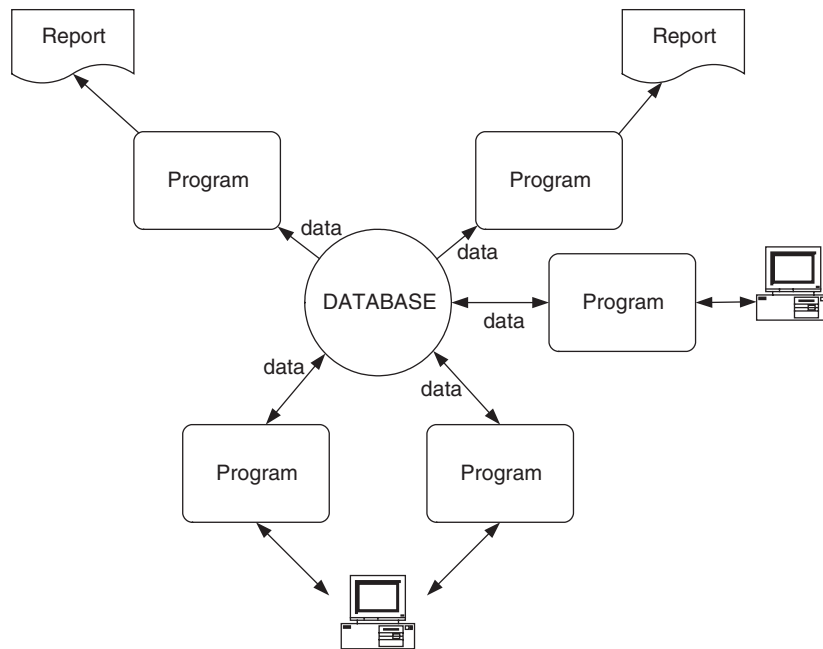 Report
Report
Program
Program
data
data
DATABASE
Program
data
data
data
Program
Program